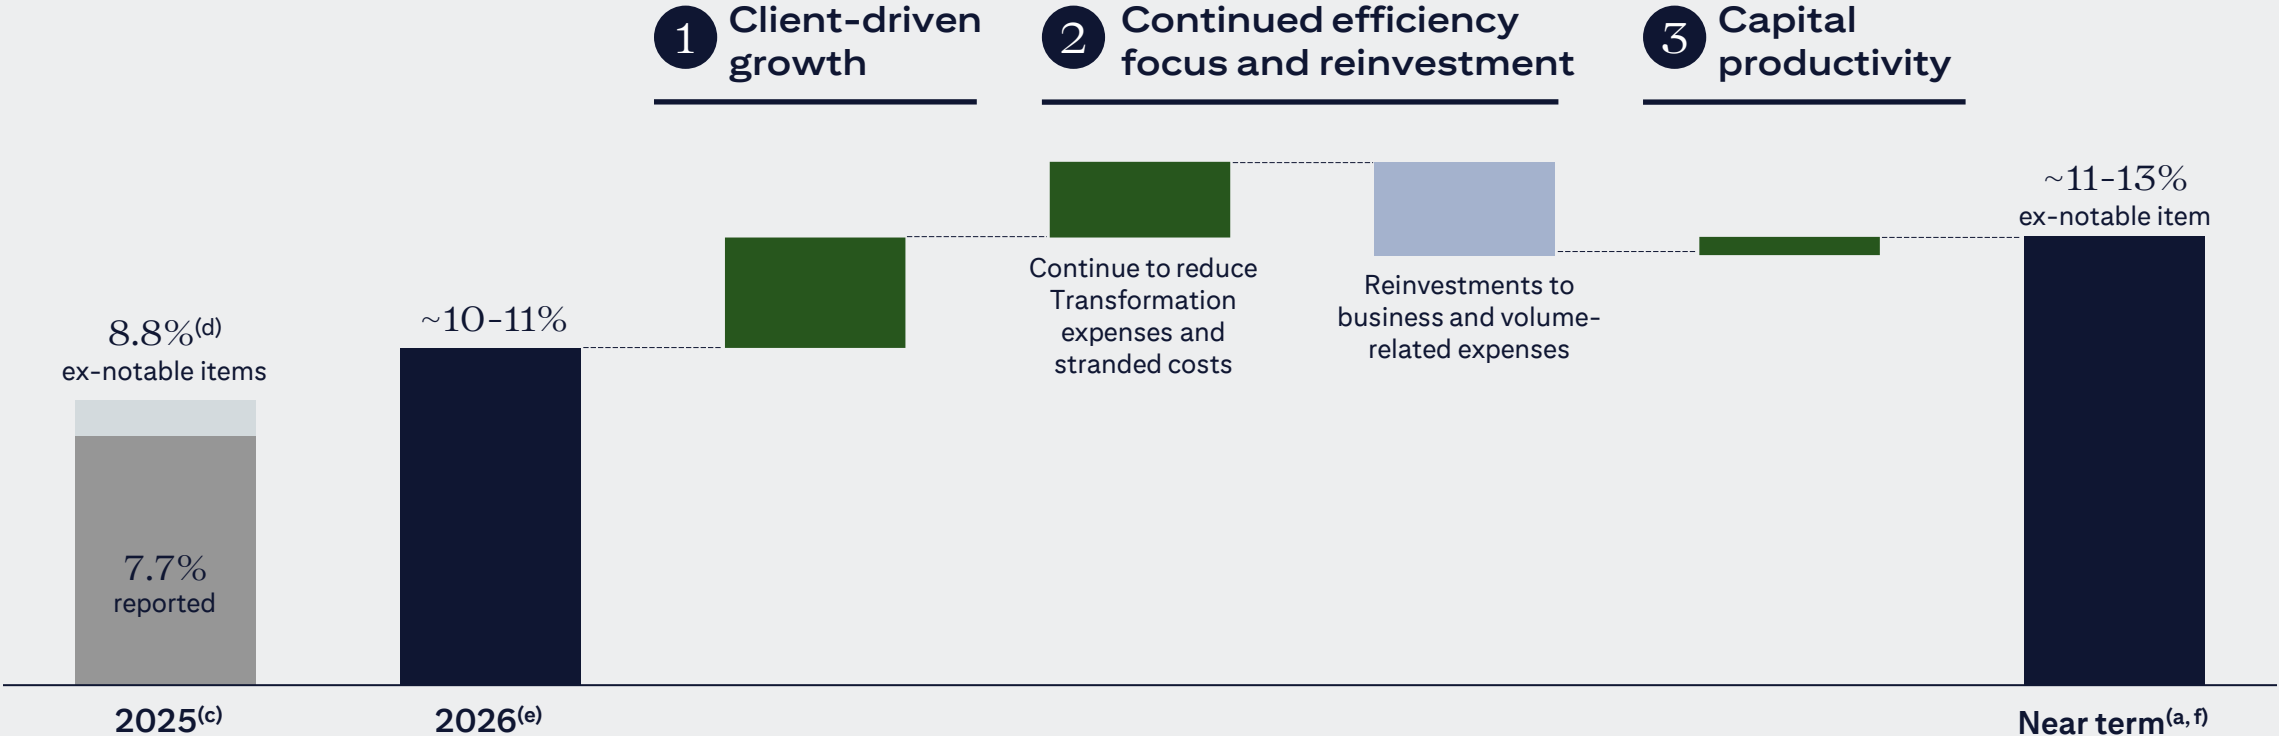 1 Client-driven
growth
2 Continued efficiency
focus and reinvestment
3 Capital
productivity
8.8%(d)
ex-notable items
7.7%
reported
~10-11%
Continue to reduce
Transformation
expenses and
stranded costs
Reinvestments to
business and volume-
related expenses
~11-13%
ex-notable item
2025(c)
2026(e)
Near term(a, f)